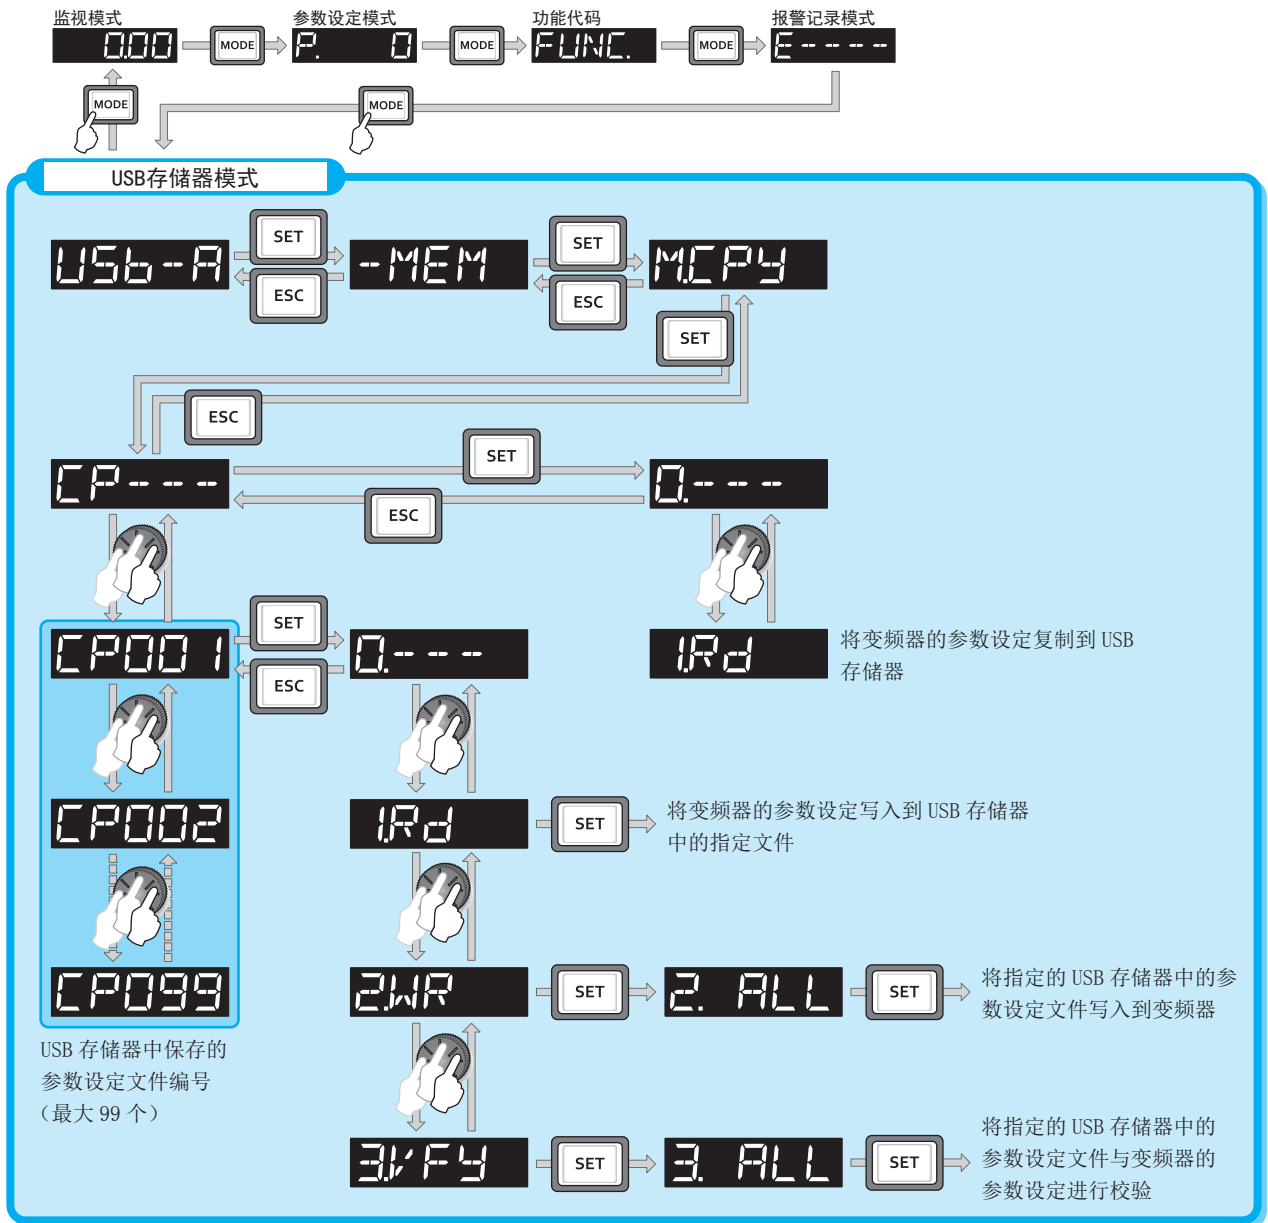 监视模式 参数设定模式 功能代码 报警记录模式
0.00 MODE P. 0 MODE FUNC. MODE E----
MODE MODE
USB存储器模式
SET SET
USb-A -MEM M.CPY
ESC ESC
SET
ESC
SET
CP--- 0.---
ESC
SET
CP001 0.--- 1.Rd 将变频器的参数设定复制到 USB
存储器
ESC
CP002 1.Rd SET 将变频器的参数设定写入到 USB 存储器
中的指定文件
CP099 2.WR SET 2. ALL SET 将指定的 USB 存储器中的参
数设定文件写入到变频器
USB 存储器中保存的
参数设定文件编号
（最大 99 个）
3.VFY SET 3. ALL SET 将指定的 USB 存储器中的
参数设定文件与变频器的
参数设定进行校验